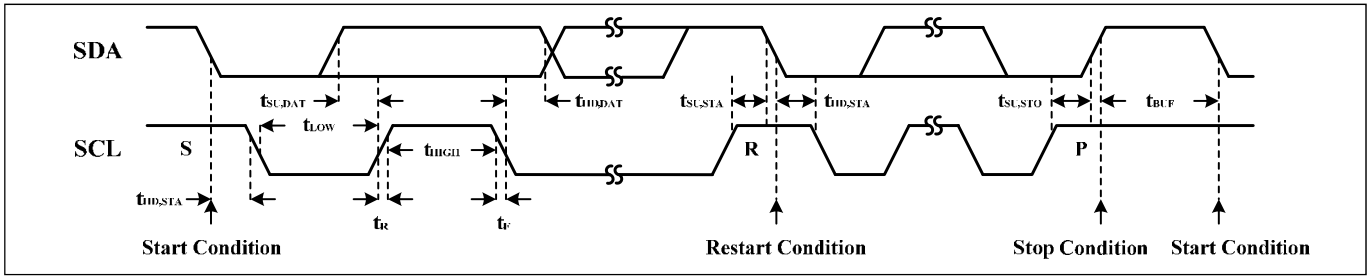 SDA
tSU,DAT
tHD,DAT
tSU,STA
tHD,STA
tSU,STO
tBUF
tLOW
SCL
S
tHIGH
R
P
tHD,STA
tR
tF
Start Condition
Restart Condition
Stop Condition
Start Condition